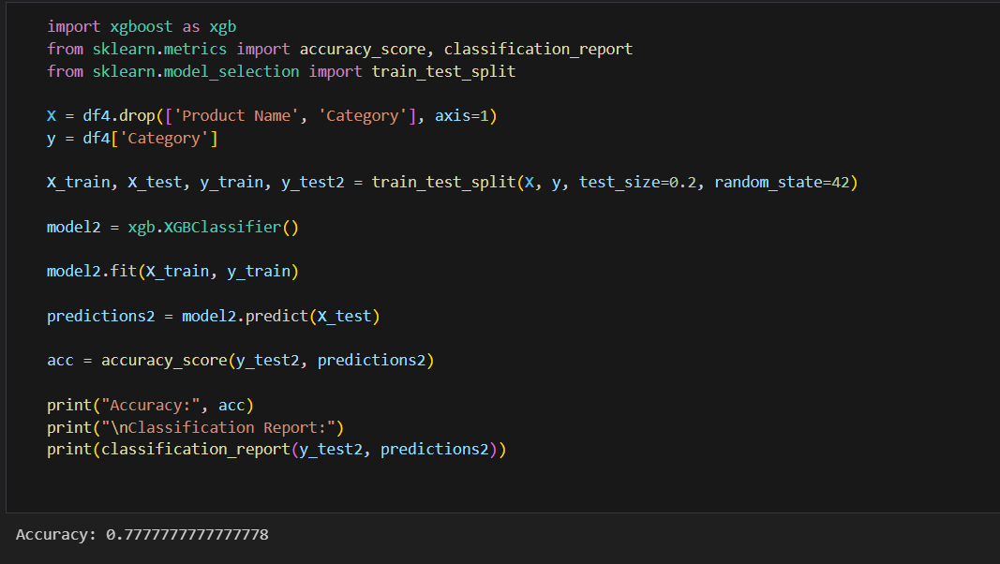 import xgboost as xgb
from sklearn.metrics import accuracy_score, classification_report
from sklearn.model_selection import train_test_split
X = df4.drop(['Product Name', 'Category'], axis=1)
y = df4['Category']
X_train, X_test, y_train, y_test2 = train_test_split(X, y, test_size=0.2, random_state=42)
model2 = xgb.XGBClassifier()
model2.fit(X_train, y_train)
predictions2 = model2.predict(X_test)
acc = accuracy_score(y_test2, predictions2)
print("Accuracy:", acc)
print("\nClassification Report:")
print(classification_report(y_test2, predictions2))
Accuracy: 0.7777777777777778